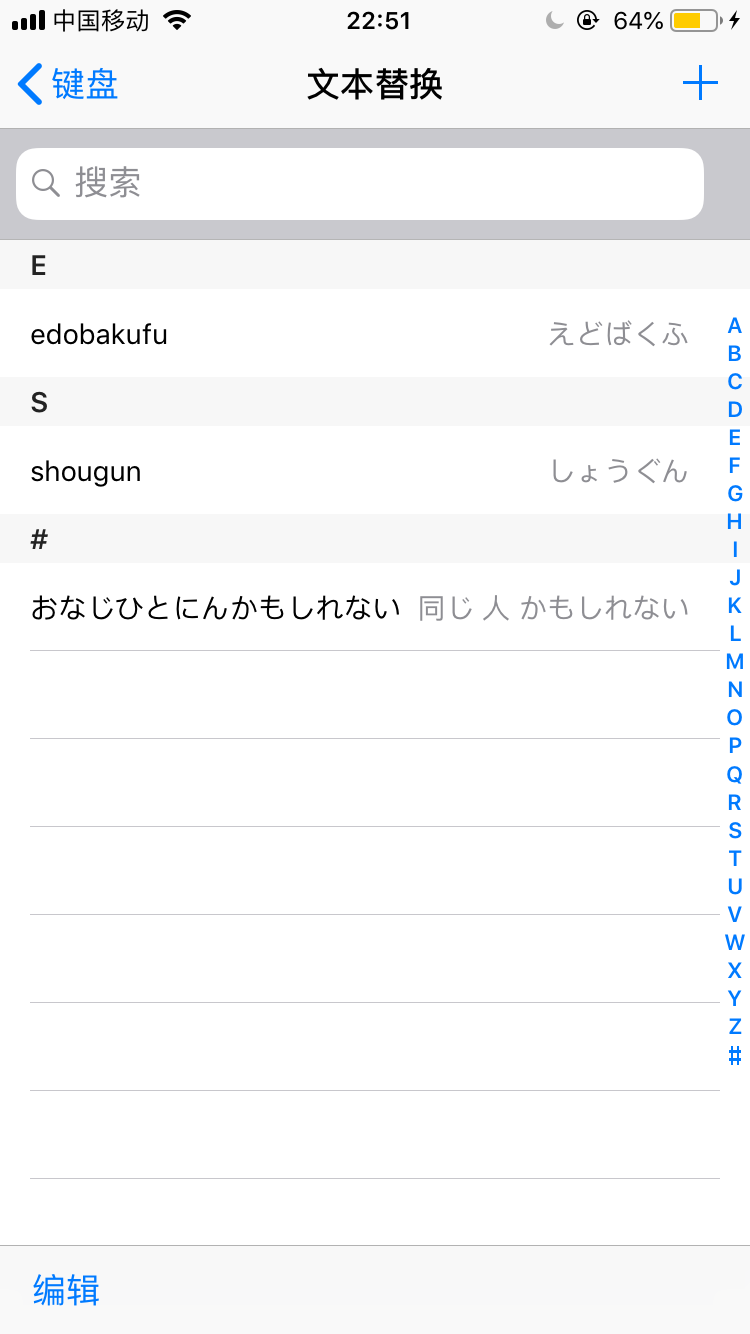 中国移动 22:51 64%
键盘 文本替换
搜索
E
edobakufu えどばくふ
S
shougun しょうぐん
#
おなじひとにんかもしれない 同じ 人 かもしれない
A
B
C
D
E
F
G
H
I
J
K
L
M
N
O
P
Q
R
S
T
U
V
W
X
Y
Z
#
编辑